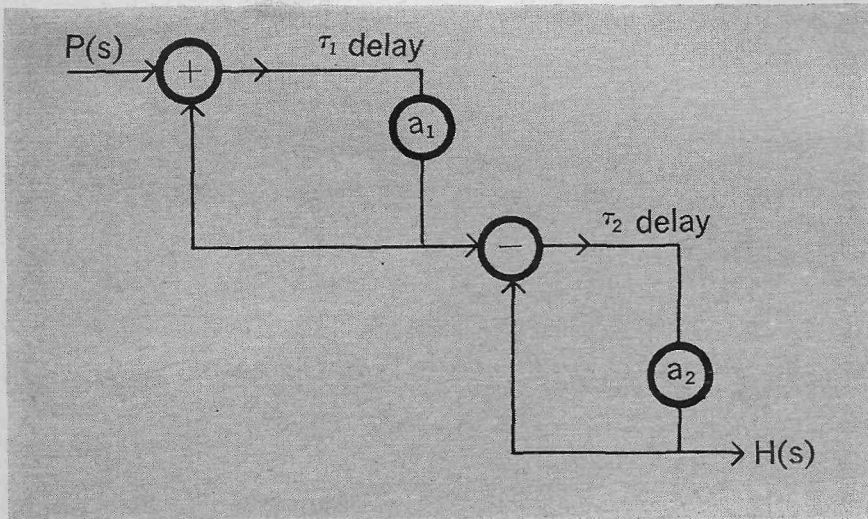 P(s)
+
τ₁ delay
a₁
−
τ₂ delay
a₂
H(s)